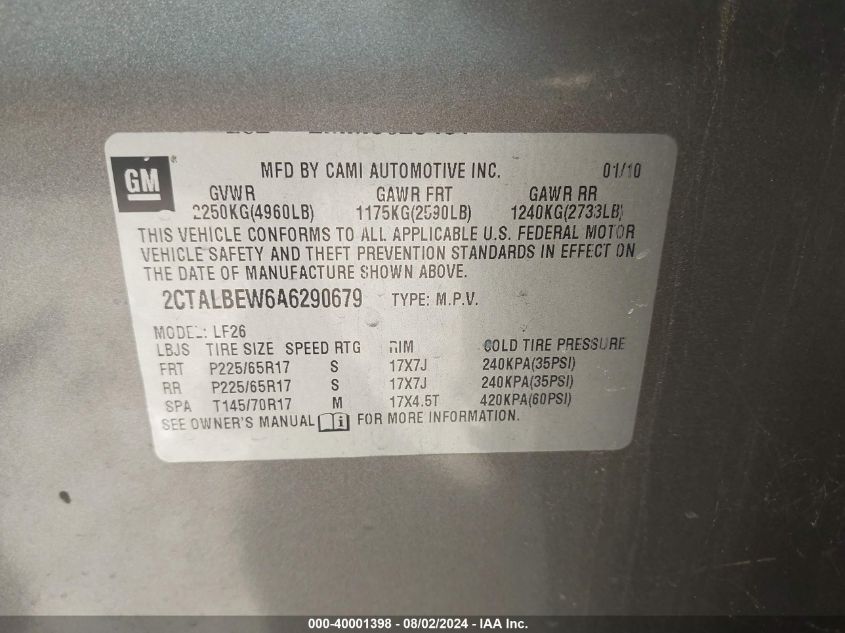 GM
MFD BY CAMI AUTOMOTIVE INC. 01/10
GVWR GAWR FRT GAWR RR
2250KG(4960LB) 1175KG(2590LB) 1240KG(2733LB)
THIS VEHICLE CONFORMS TO ALL APPLICABLE U.S. FEDERAL MOTOR
VEHICLE SAFETY AND THEFT PREVENTION STANDARDS IN EFFECT ON
THE DATE OF MANUFACTURE SHOWN ABOVE.
2CTALBEW6A6290679 TYPE: M.P.V.
MODEL: LF26
LBJS TIRE SIZE SPEED RTG RIM COLD TIRE PRESSURE
FRT P225/65R17 S 17X7J 240KPA(35PSI)
RR P225/65R17 S 17X7J 240KPA(35PSI)
SPA T145/70R17 M 17X4.5T 420KPA(60PSI)
SEE OWNER'S MANUAL i FOR MORE INFORMATION.
000-40001398 - 08/02/2024 - IAA Inc.